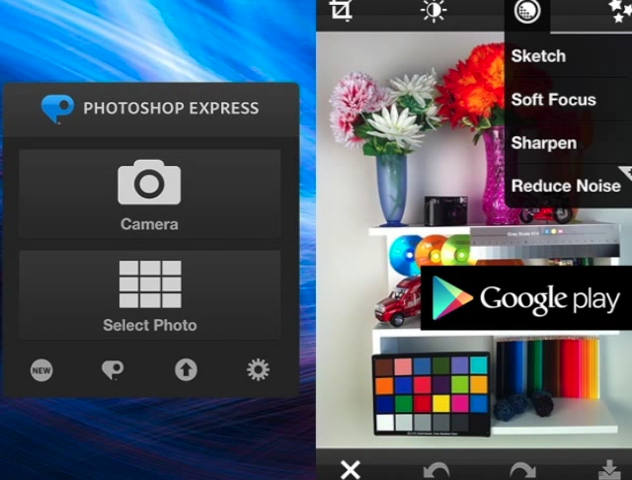 PHOTOSHOP EXPRESS
Camera
Select Photo
NEW
Sketch
Soft Focus
Sharpen
Reduce Noise
Google play